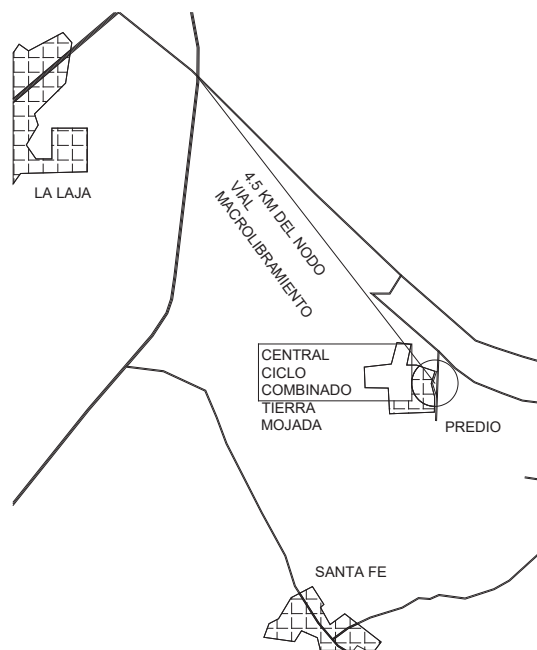 LA LAJA
4.5 KM DEL NODO
VIAL
MACROLIBRAMIENTO
CENTRAL
CICLO
COMBINADO
TIERRA
MOJADA
PREDIO
SANTA FE